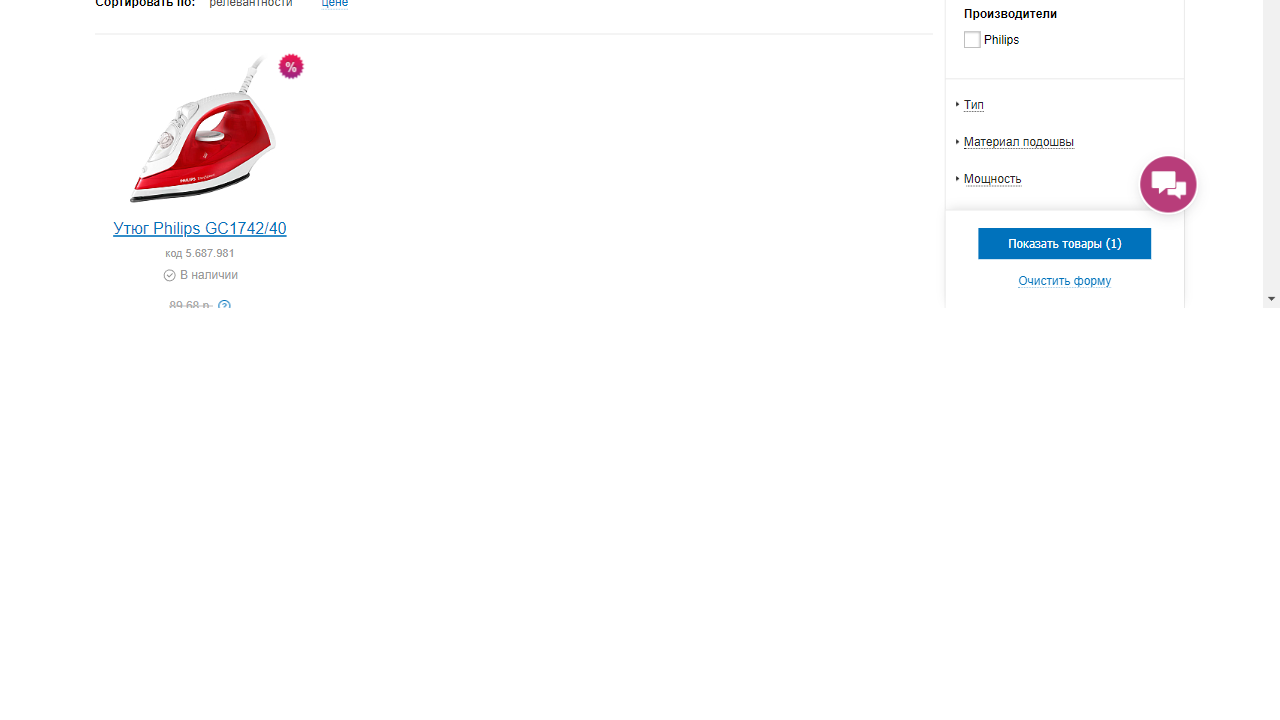 Сортировать по: релевантности цене
%
Утюг Philips GC1742/40
код 5.687.981
В наличии
89,68 р. ?
Производители
Philips
Тип
Материал подошвы
Мощность
Показать товары (1)
Очистить форму